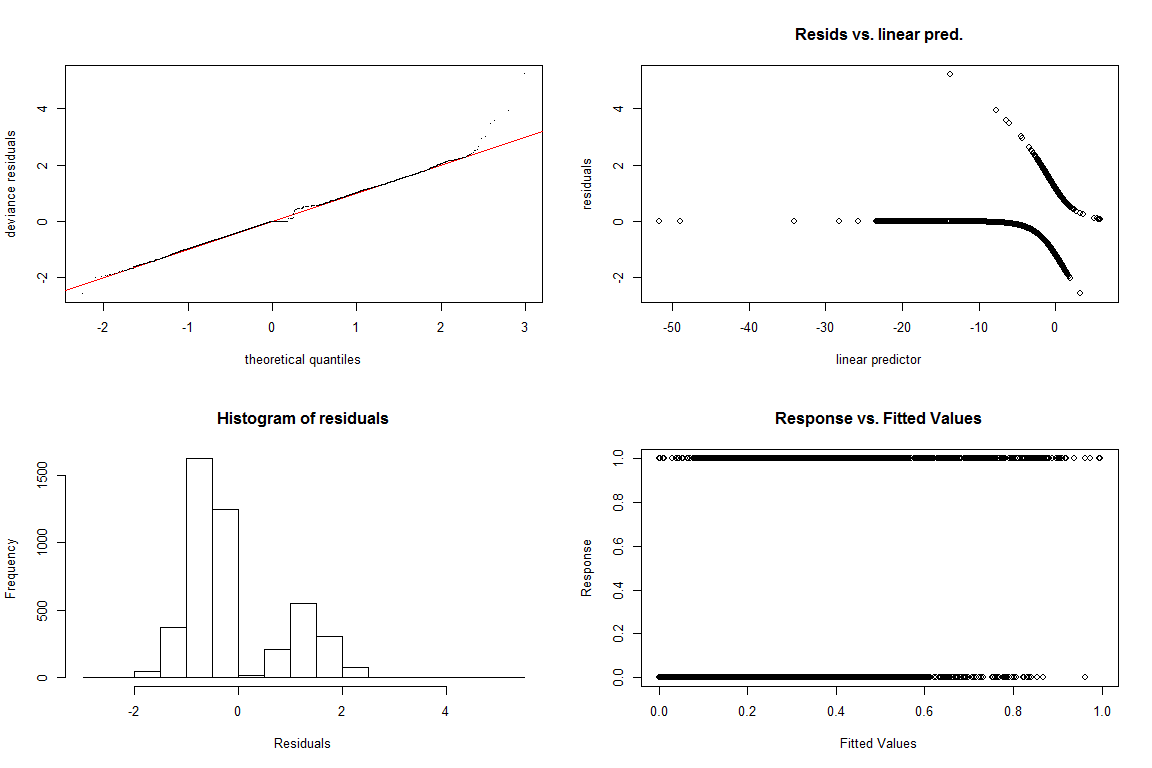 deviance residuals
4
2
0
-2
-2 -1 0 1 2 3
theoretical quantiles
Resids vs. linear pred.
residuals
4
2
0
-2
-50 -40 -30 -20 -10 0
linear predictor
Histogram of residuals
Frequency
1500
1000
500
0
-2 0 2 4
Residuals
Response vs. Fitted Values
Response
1.0
0.8
0.6
0.4
0.2
0.0
0.0 0.2 0.4 0.6 0.8 1.0
Fitted Values